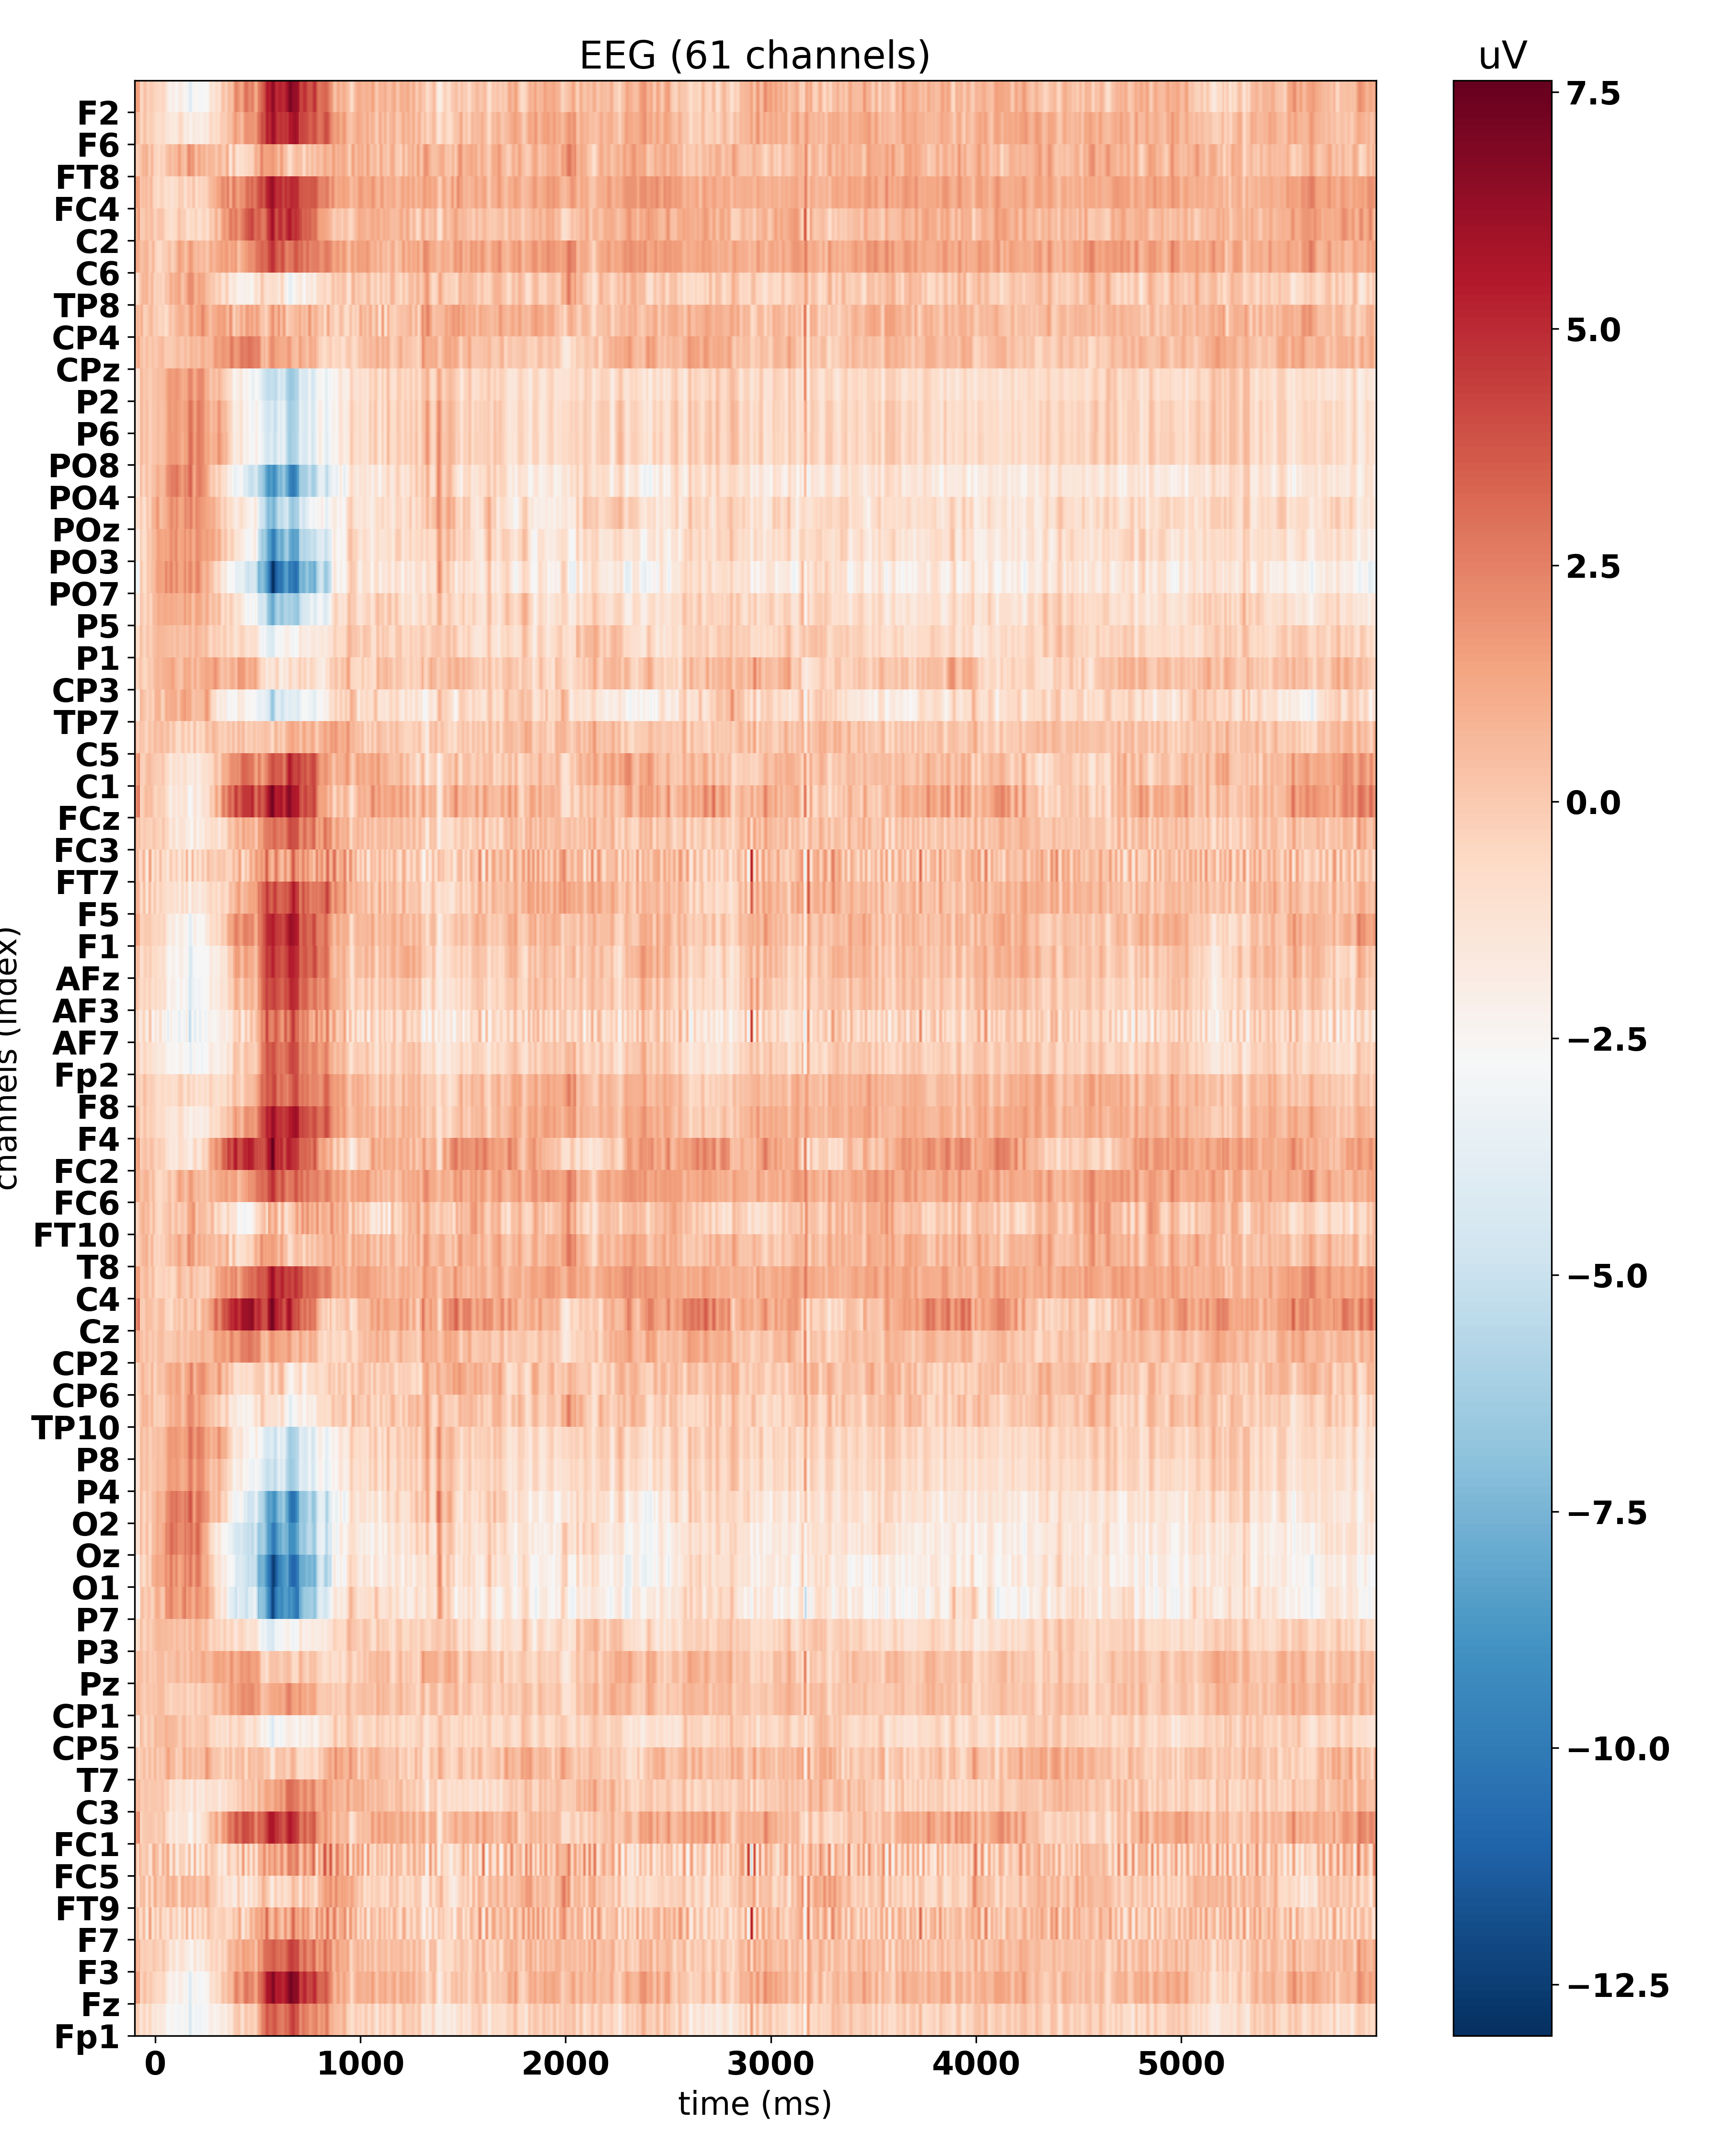 EEG (61 channels)
uV
F2
F6
FT8
FC4
C2
C6
TP8
CP4
CPz
P2
P6
PO8
PO4
POz
PO3
PO7
P5
P1
CP3
TP7
C5
C1
FCz
FC3
FT7
F5
F1
AFz
AF3
AF7
Fp2
F8
F4
FC2
FC6
FT10
T8
C4
Cz
CP2
CP6
TP10
P8
P4
O2
Oz
O1
P7
P3
Pz
CP1
CP5
T7
C3
FC1
FC5
FT9
F7
F3
Fz
Fp1
channels (index)
0 1000 2000 3000 4000 5000
time (ms)
7.5
5.0
2.5
0.0
−2.5
−5.0
−7.5
−10.0
−12.5